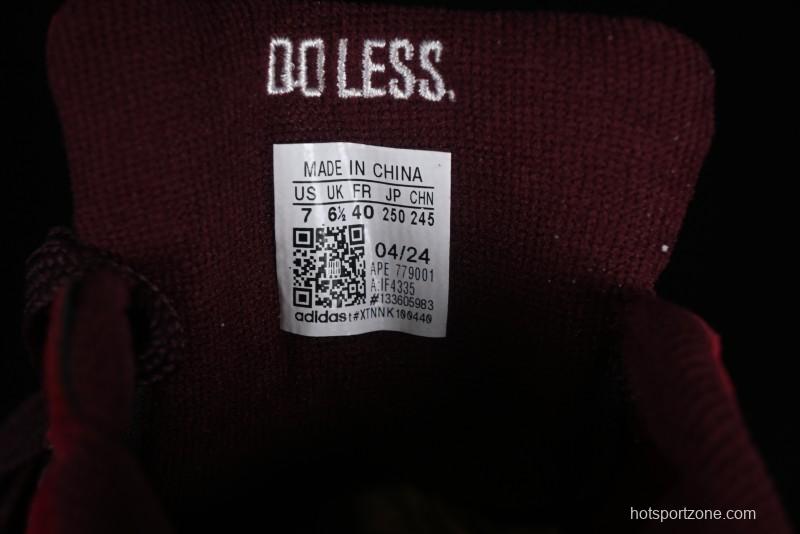 DO LESS.
MADE IN CHINA
US UK FR JP CHN
7 6½ 40 250 245
04/24
APE 779001
A:IF4335
#133605983
adidas t#XTNNK100440
hotsportzone.com